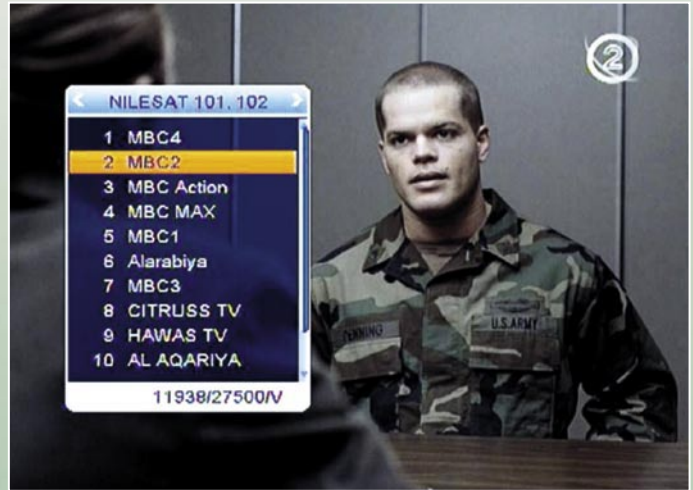 2
NILESAT 101, 102
1 MBC4
2 MBC2
3 MBC Action
4 MBC MAX
5 MBC1
6 Alarabiya
7 MBC3
8 CITRUSS TV
9 HAWAS TV
10 AL AQARIYA
11938/27500/V
U.S. ARMY